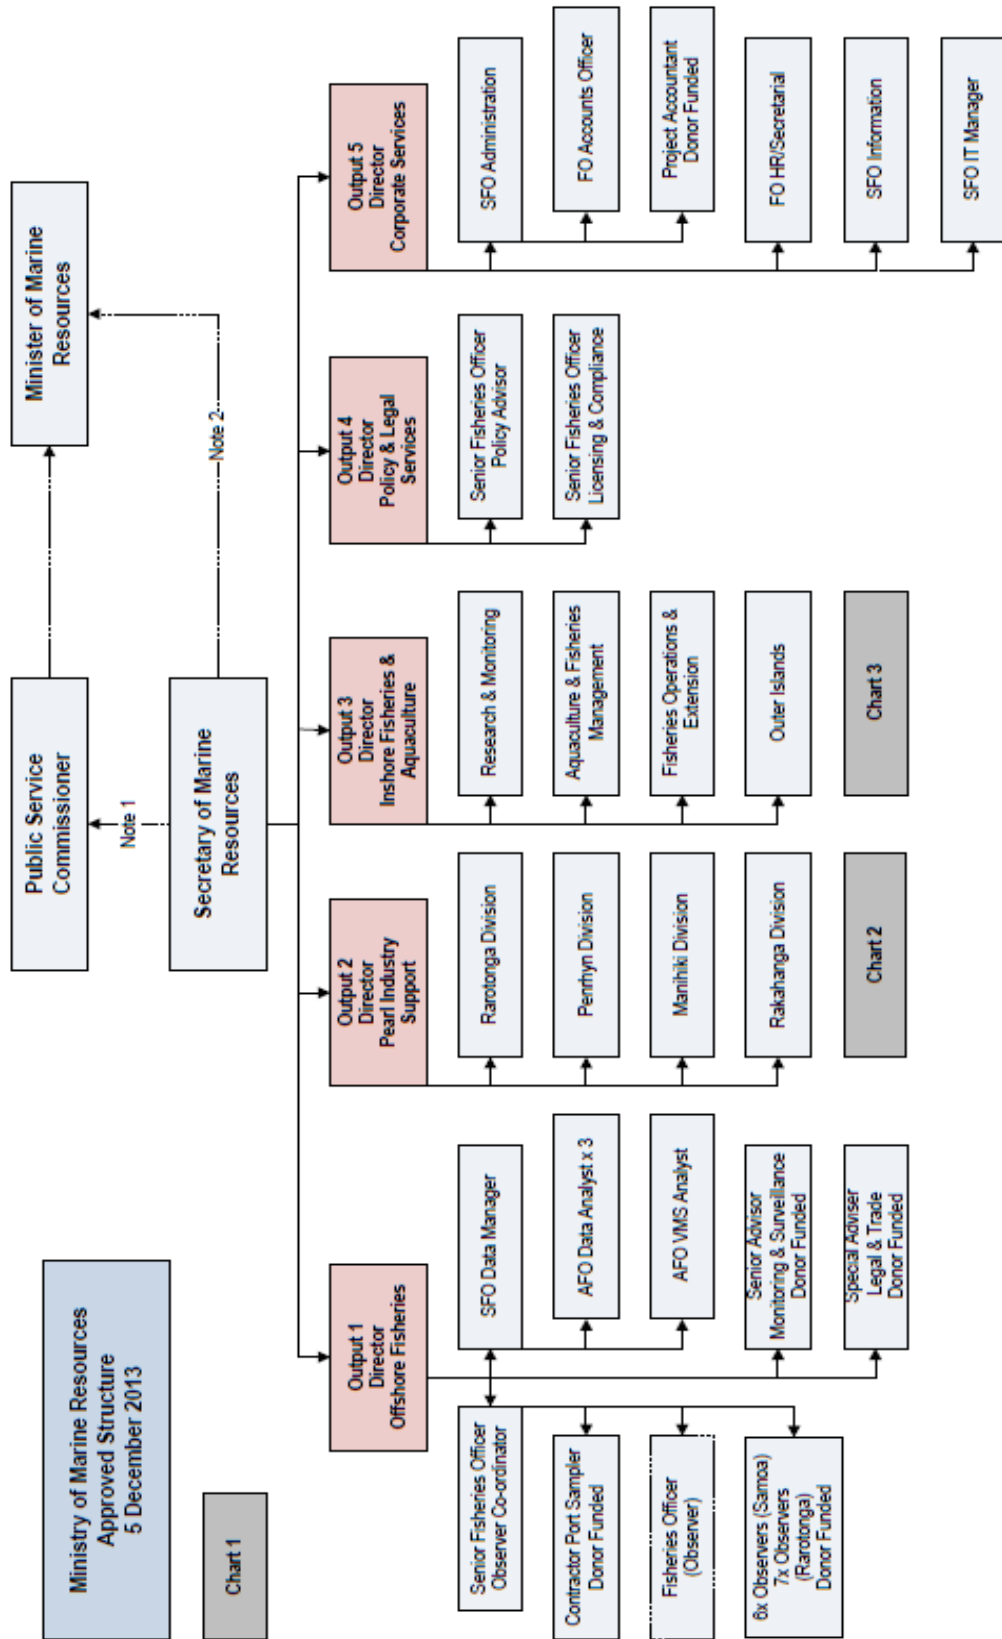 Ministry of Marine Resources
Approved Structure
5 December 2013
Chart 1
Public Service
Commissioner
Minister of Marine
Resources
Note 1
Secretary of Marine
Resources
Note 2
Output 1
Director
Offshore Fisheries
Output 2
Director
Pearl Industry
Support
Output 3
Director
Inshore Fisheries &
Aquaculture
Output 4
Director
Policy & Legal
Services
Output 5
Director
Corporate Services
Senior Fisheries Officer
Observer Co-ordinator
Contractor Port Sampler
Donor Funded
Fisheries Officer
(Observer)
6x Observers (Samoa)
7x Observers
(Rarotonga)
Donor Funded
SFO Data Manager
AFO Data Analyst x 3
AFO VMS Analyst
Senior Advisor
Monitoring & Surveillance
Donor Funded
Special Adviser
Legal & Trade
Donor Funded
Rarotonga Division
Penrhyn Division
Manihiki Division
Rakahanga Division
Chart 2
Research & Monitoring
Aquaculture & Fisheries
Management
Fisheries Operations &
Extension
Outer Islands
Chart 3
Senior Fisheries Officer
Policy Advisor
Senior Fisheries Officer
Licensing & Compliance
SFO Administration
FO Accounts Officer
Project Accountant
Donor Funded
FO HR/Secretarial
SFO Information
SFO IT Manager